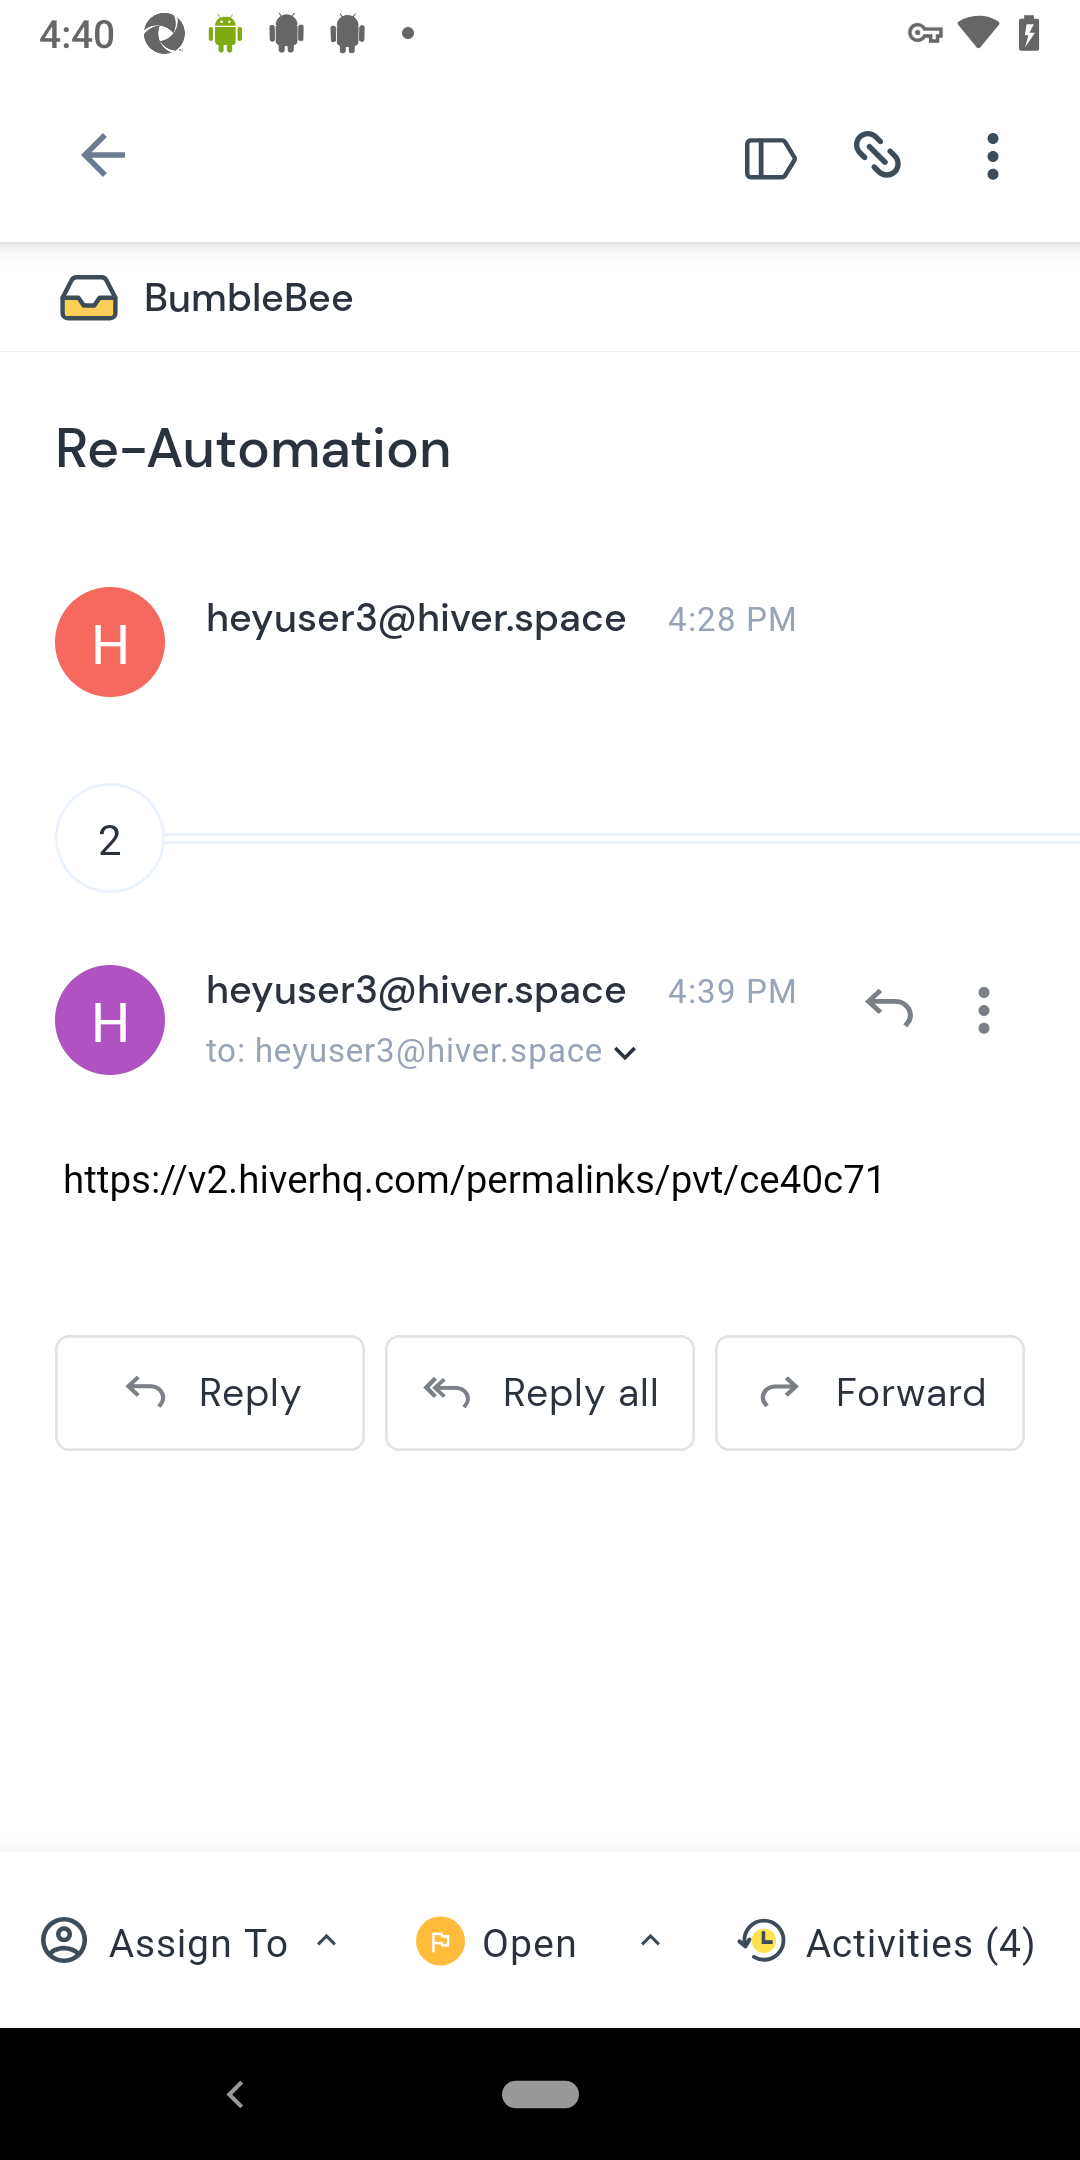 4:40
BumbleBee
Re-Automation
H
heyuser3@hiver.space 4:28 PM
2
H
heyuser3@hiver.space 4:39 PM
to: heyuser3@hiver.space
https://v2.hiverhq.com/permalinks/pvt/ce40c71
Reply Reply all Forward
Assign To Open Activities (4)